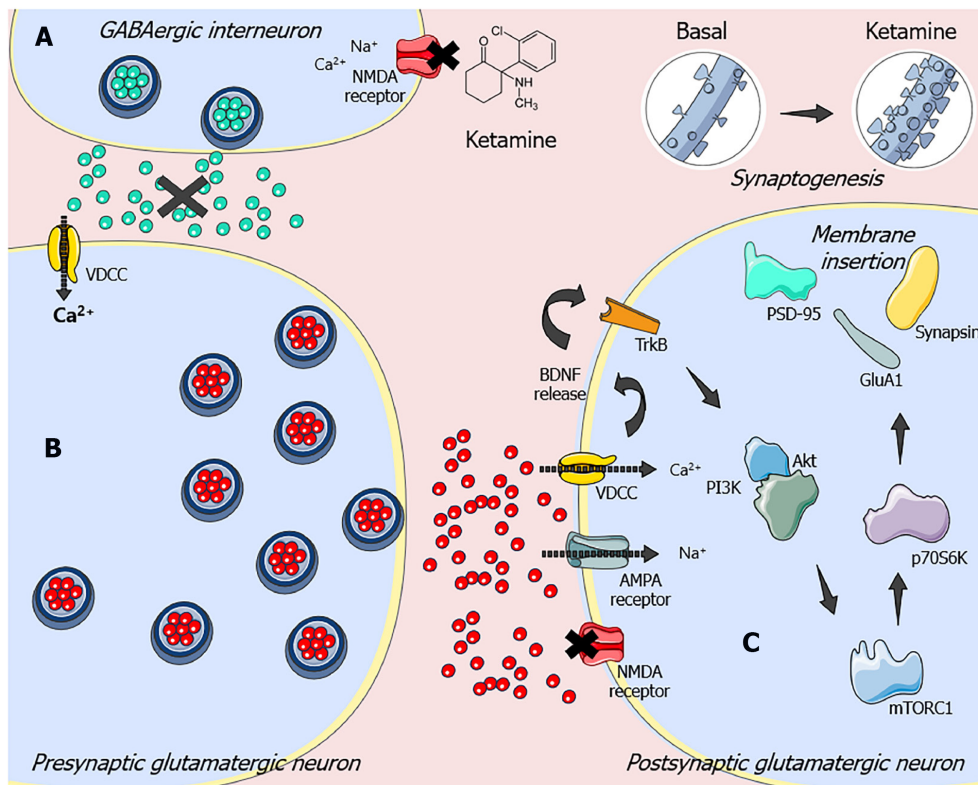 A
GABAergic interneuron
Na⁺
Ca²⁺
NMDA
receptor
Cl
O
NH
CH₃
Ketamine
Basal
Ketamine
Synaptogenesis
VDCC
Ca²⁺
Membrane
insertion
PSD-95
Synapsin
GluA1
TrkB
BDNF
release
B
VDCC
Ca²⁺
PI3K
Akt
p70S6K
AMPA
receptor
Na⁺
NMDA
receptor
C
mTORC1
Presynaptic glutamatergic neuron
Postsynaptic glutamatergic neuron